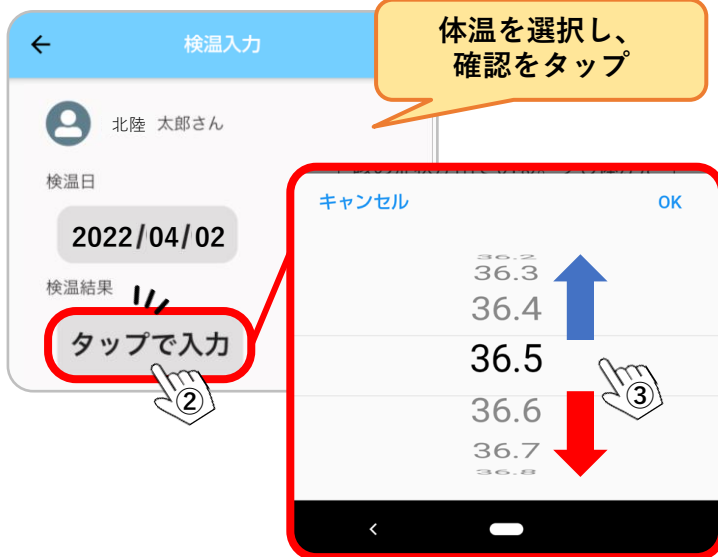 検温入力
体温を選択し、
確認をタップ
北陸 太郎さん
検温日
2022/04/02
検温結果
タップで入力
②
キャンセル
OK
36.2
36.3
36.4
36.5
36.6
36.7
36.8
③